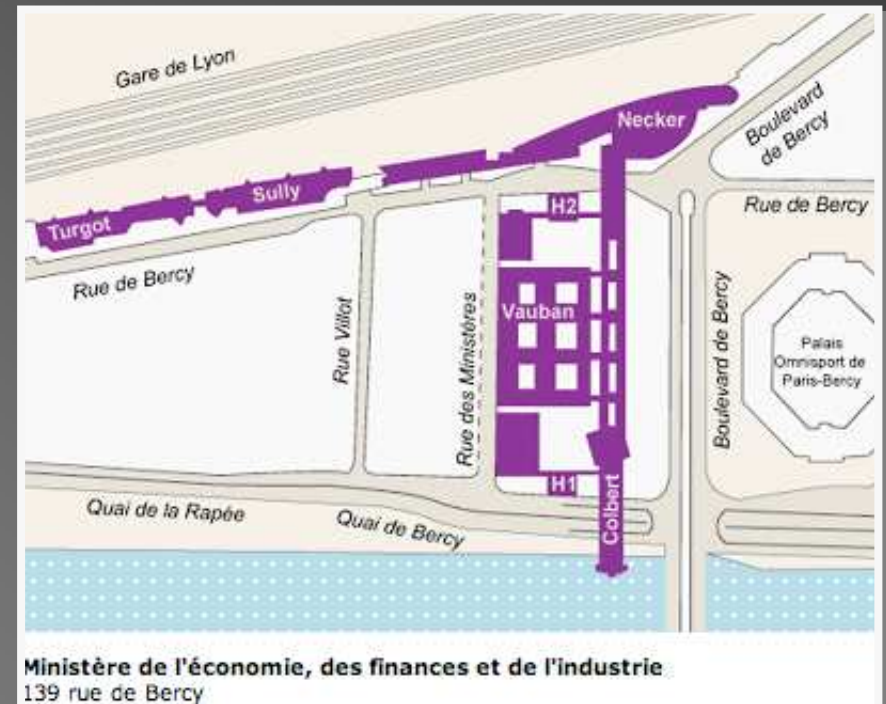 Gare de Lyon
Necker
Boulevard
de Bercy
Sully
Turgot
H2
Rue de Bercy
Rue de Bercy
Rue Villot
Rue des Ministères
Vauban
Boulevard de Bercy
Palais
Omnisport de
Paris-Bercy
H1
Colbert
Quai de la Rapée
Quai de Bercy
Ministère de l'économie, des finances et de l'industrie
139 rue de Bercy